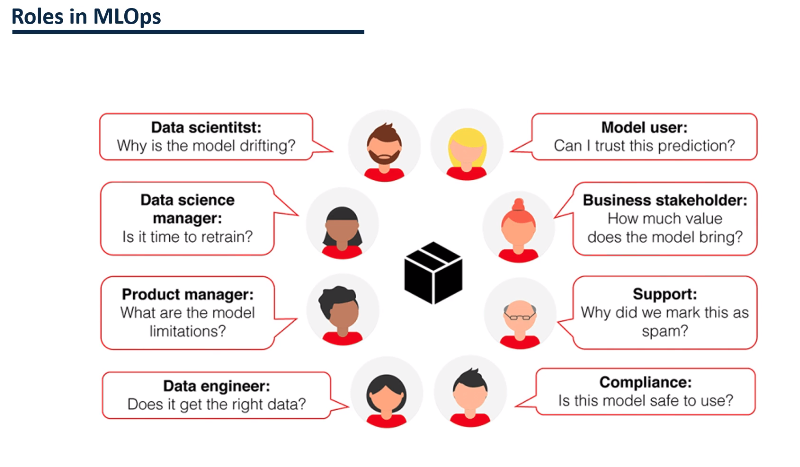 Roles in MLOps
Data scientitst:
Why is the model drifting?
Model user:
Can I trust this prediction?
Data science
manager:
Is it time to retrain?
Business stakeholder:
How much value
does the model bring?
Product manager:
What are the model
limitations?
Support:
Why did we mark this as
spam?
Data engineer:
Does it get the right data?
Compliance:
Is this model safe to use?